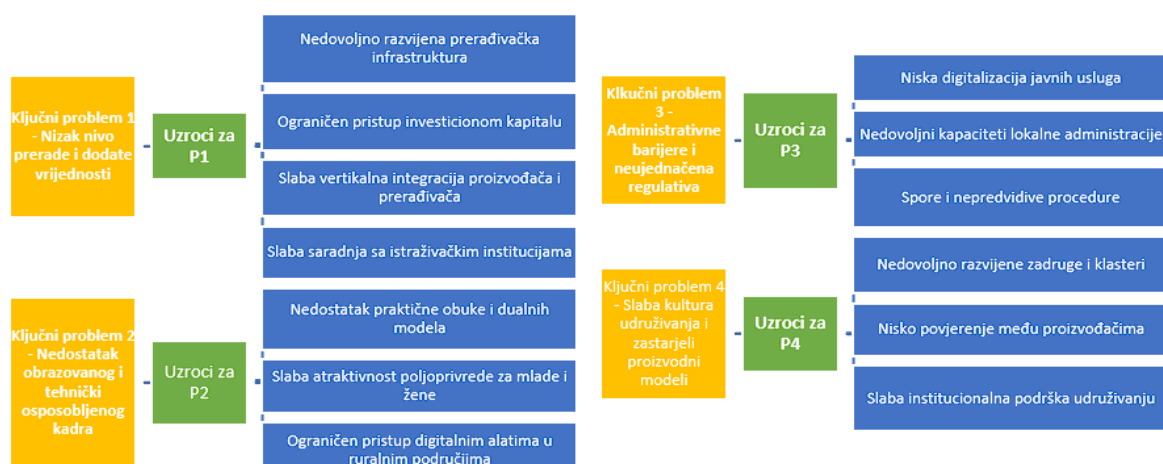 Ključni problem 1
- Nizak nivo
prerade i dodate
vrijednosti
Uzroci za
P1
Nedovoljno razvijena prerađivačka
infrastruktura
Ograničen pristup investicionom kapitalu
Slaba vertikalna integracija proizvođača i
prerađivača
Slaba saradnja sa istraživačkim institucijama
Ključni problem 2
- Nedostatak
obrazovanog i
tehnički
osposobljenog
kadra
Uzroci za
P2
Nedostatak praktične obuke i dualnih
modela
Slaba atraktivnost poljoprivrede za mlade i
žene
Ograničen pristup digitalnim alatima u
ruralnim područjima
Klkučni problem
3 -
Administrativne
barijere i
neujednačena
regulativa
Uzroci za
P3
Niska digitalizacija javnih usluga
Nedovoljni kapaciteti lokalne administracije
Spore i nepredvidive procedure
Ključni problem 4
- Slaba kultura
udruživanja i
zastarjeli
proizvodni
modeli
Uzroci za
P4
Nedovoljno razvijene zadruge i klasteri
Nisko povjerenje među proizvođačima
Slaba institucionalna podrška udruživanju